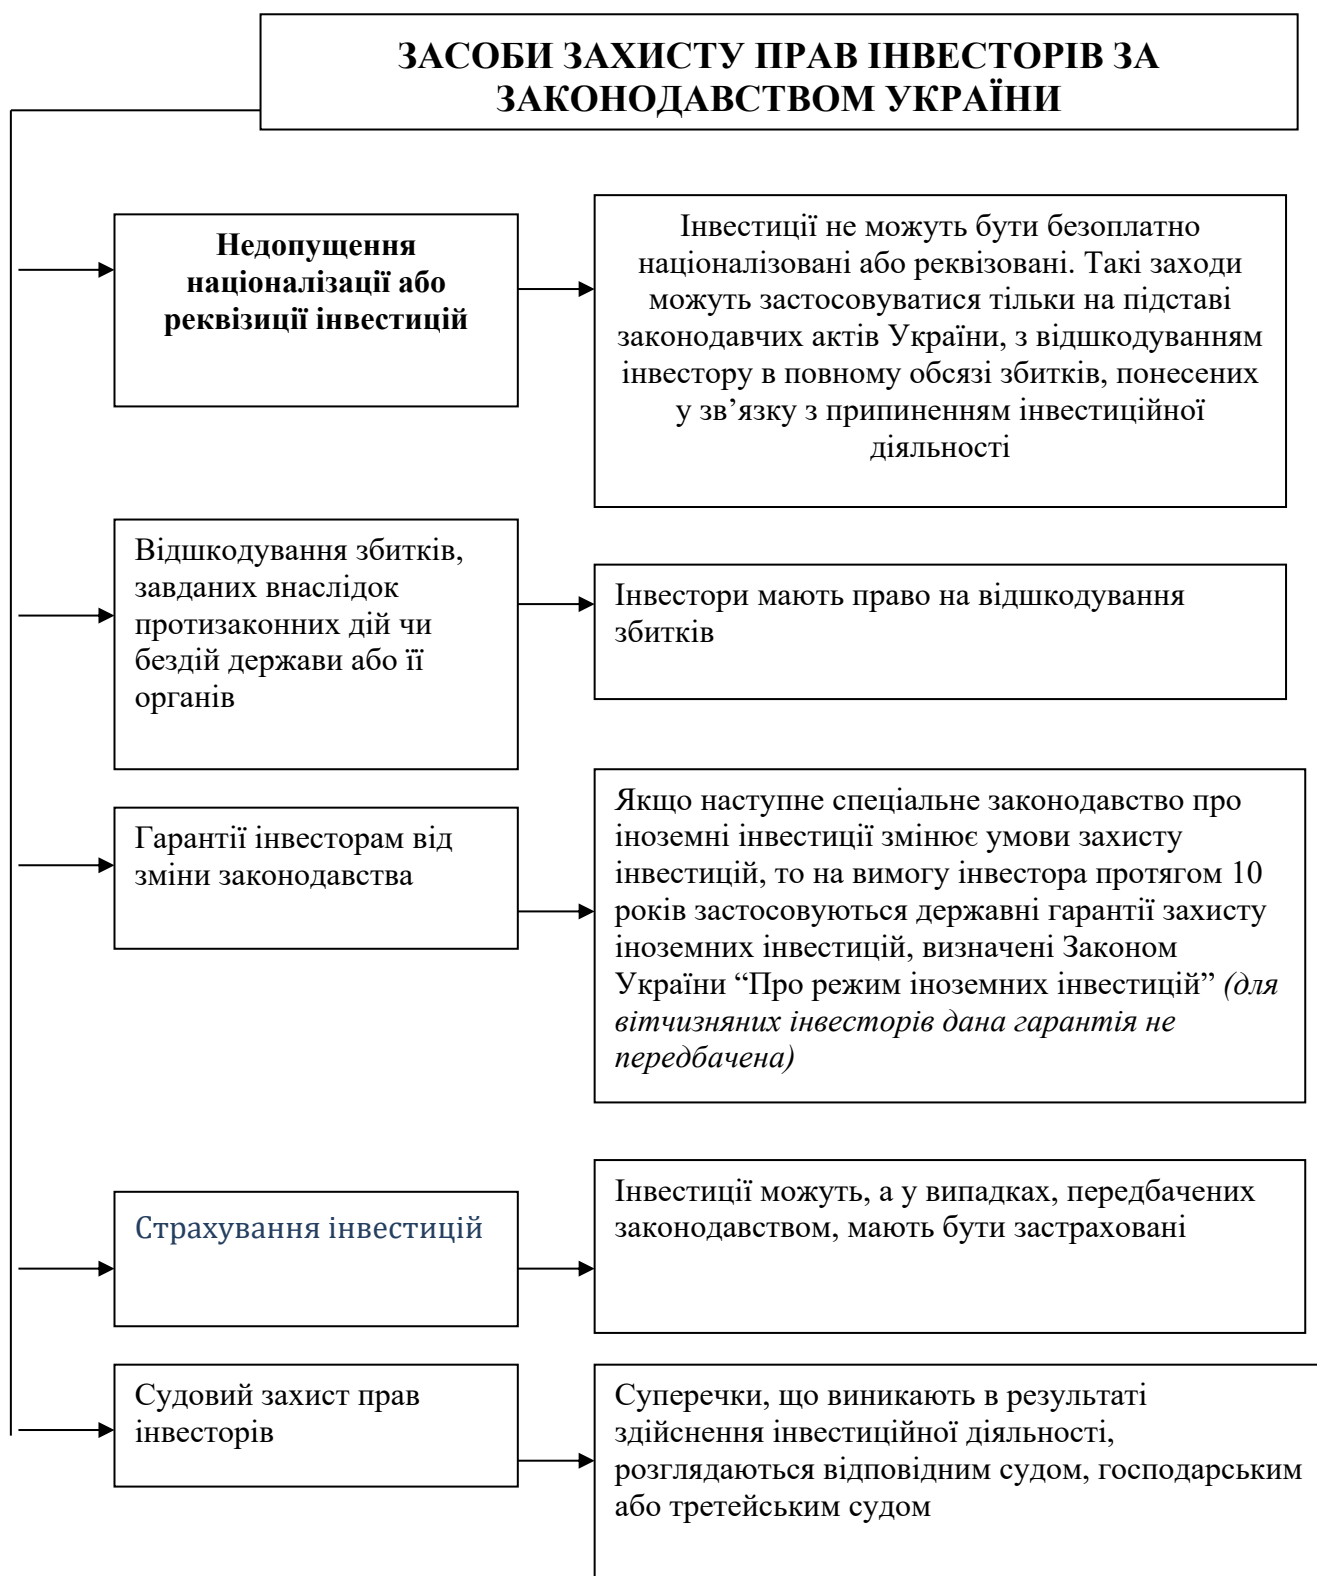 ЗАСОБИ ЗАХИСТУ ПРАВ ІНВЕСТОРІВ ЗА
ЗАКОНОДАВСТВОМ УКРАЇНИ
Недопущення
націоналізації або
реквізиції інвестицій
Інвестиції не можуть бути безоплатно
націоналізовані або реквізовані. Такі заходи
можуть застосовуватися тільки на підставі
законодавчих актів України, з відшкодуванням
інвестору в повному обсязі збитків, понесених
у зв’язку з припиненням інвестиційної
діяльності
Відшкодування збитків,
завданих внаслідок
протизаконних дій чи
бездій держави або її
органів
Інвестори мають право на відшкодування
збитків
Гарантії інвесторам від
зміни законодавства
Якщо наступне спеціальне законодавство про
іноземні інвестиції змінює умови захисту
інвестицій, то на вимогу інвестора протягом 10
років застосовуються державні гарантії захисту
іноземних інвестицій, визначені Законом
України “Про режим іноземних інвестицій” (для
вітчизняних інвесторів дана гарантія не
передбачена)
Страхування інвестицій
Інвестиції можуть, а у випадках, передбачених
законодавством, мають бути застраховані
Судовий захист прав
інвесторів
Суперечки, що виникають в результаті
здійснення інвестиційної діяльності,
розглядаються відповідним судом, господарським
або третейським судом